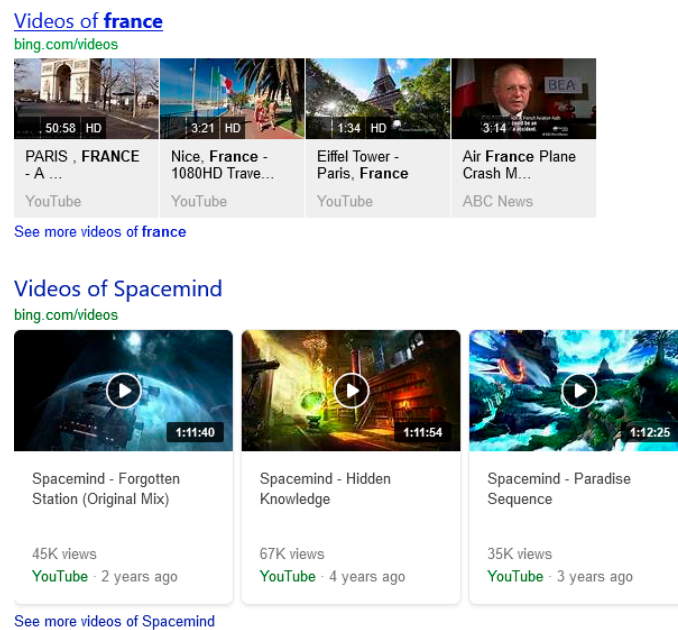 Videos of france
bing.com/videos
50:58 HD
3:21 HD
1:34 HD
BEA
3:14
PARISː, FRANCE
- A ...
Nice, France -
1080HD Trave...
Eiffel Tower -
Paris, France
Air France Plane
Crash M...
YouTube
YouTube
YouTube
ABC News
See more videos of france
Videos of Spacemind
bing.com/videos
1:11:40
1:11:54
1:12:25
Spacemind - Forgotten
Station (Original Mix)
Spacemind - Hidden
Knowledge
Spacemind - Paradise
Sequence
45K views
67K views
35K views
YouTube · 2 years ago
YouTube · 4 years ago
YouTube · 3 years ago
See more videos of Spacemind